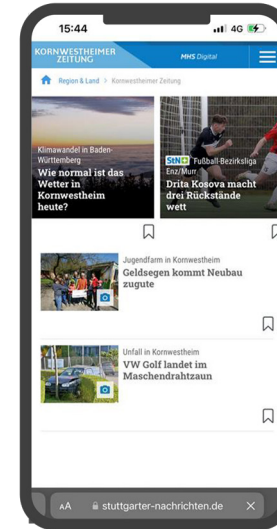 15:44
4G
KORNWESTHEIMER
ZEITUNG
MHS Digital
Region & Land > Kornwestheimer Zeitung
Klimawandel in Baden-
Württemberg
Wie normal ist das
Wetter in
Kornwestheim
heute?
StN+ Fußball-Bezirksliga
Enz/Murr
Drita Kosova macht
drei Rückstände
wett
Jugendfarm in Kornwestheim
Geldsegen kommt Neubau
zugute
Unfall in Kornwestheim
VW Golf landet im
Maschendrahtzaun
AA
stuttgarter-nachrichten.de